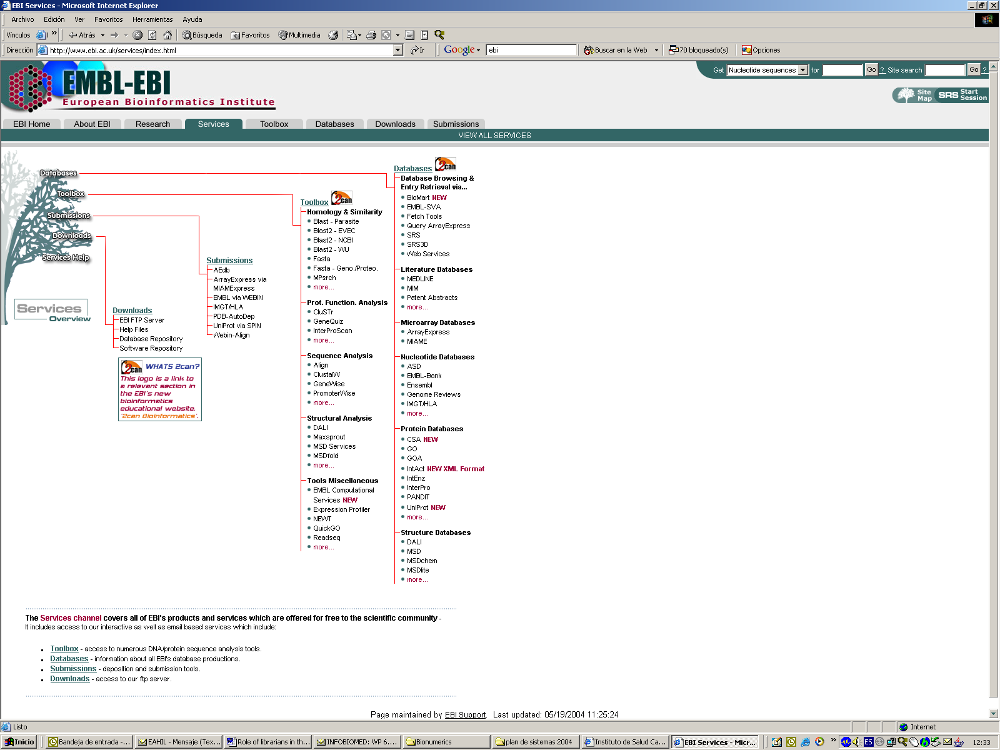 EBI Services - Microsoft Internet Explorer
Archivo Edición Ver Favoritos Herramientas Ayuda
Vínculos » Atrás Búsqueda Favoritos Multimedia
Dirección http://www.ebi.ac.uk/services/index.html Ir Google ebi Buscar en la Web 70 bloqueado(s) Opciones
Get Nucleotide sequences for Go ? Site search Go ?
EMBL-EBI
European Bioinformatics Institute
Site Map SRS Start Session
EBI Home About EBI Research Services Toolbox Databases Downloads Submissions
VIEW ALL SERVICES
Databases
Toolbox
Submissions
Downloads
Services Help
Services
Overview
Downloads
EBI FTP Server
Help Files
Database Repository
Software Repository
2can WHATS 2can?
This logo is a link to
a relevant section in
the EBI's new
bioinformatics
educational website.
'2can Bioinformatics'.
Submissions
AEdb
ArrayExpress via
MIAMExpress
EMBL via WEBIN
IMGT/HLA
PDB-AutoDep
UniProt via SPIN
Webin-Align
Toolbox 2can
Homology & Similarity
Blast - Parasite
Blast2 - EVEC
Blast2 - NCBI
Blast2 - WU
Fasta
Fasta - Geno./Proteo.
MPsrch
more...
Prot. Function. Analysis
CluSTr
GeneQuiz
InterProScan
more...
Sequence Analysis
Align
ClustalW
GeneWise
PromoterWise
more...
Structural Analysis
DALI
Maxsprout
MSD Services
MSDfold
more...
Tools Miscellaneous
EMBL Computational
Services NEW
Expression Profiler
NEWT
QuickGO
Readseq
more...
Databases 2can
Database Browsing &
Entry Retrieval via...
BioMart NEW
EMBL-SVA
Fetch Tools
Query ArrayExpress
SRS
SRS3D
Web Services
Literature Databases
MEDLINE
MIM
Patent Abstracts
more...
Microarray Databases
ArrayExpress
MIAME
Nucleotide Databases
ASD
EMBL-Bank
Ensembl
Genome Reviews
IMGT/HLA
more...
Protein Databases
CSA NEW
GO
GOA
IntAct NEW XML Format
IntEnz
InterPro
PANDIT
UniProt NEW
more...
Structure Databases
DALI
MSD
MSDchem
MSDlite
more...
The Services channel covers all of EBI's products and services which are offered for free to the scientific community -
It includes access to our interactive as well as email based services which include:
Toolbox - access to numerous DNA/protein sequence analysis tools.
Databases - information about all EBI's database productions.
Submissions - deposition and submission tools.
Downloads - access to our ftp server.
Page maintained by EBI Support. Last updated: 05/19/2004 11:25:24
Listo Internet
Inicio Bandeja de entrada -... EAHIL - Mensaje (Tex... Role of librarians in th... INFOBIOMED: WP 6.... Bionumerics plan de sistemas 2004 Instituto de Salud Ca... EBI Services - Micr... » ES 12:33